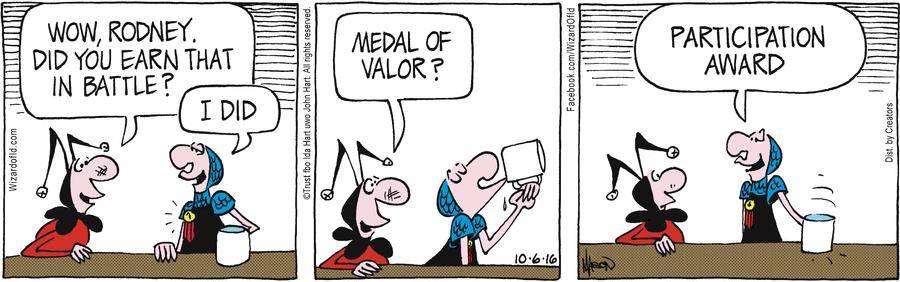 WOW, RODNEY.
DID YOU EARN THAT
IN BATTLE?
I DID
Wizardofid.com
MEDAL OF
VALOR?
©Trust fbo Ida Hart uwo John Hart. All rights reserved.
10·6·16
PARTICIPATION
AWARD
Facebook.com/WizardOfId
Dist. by Creators